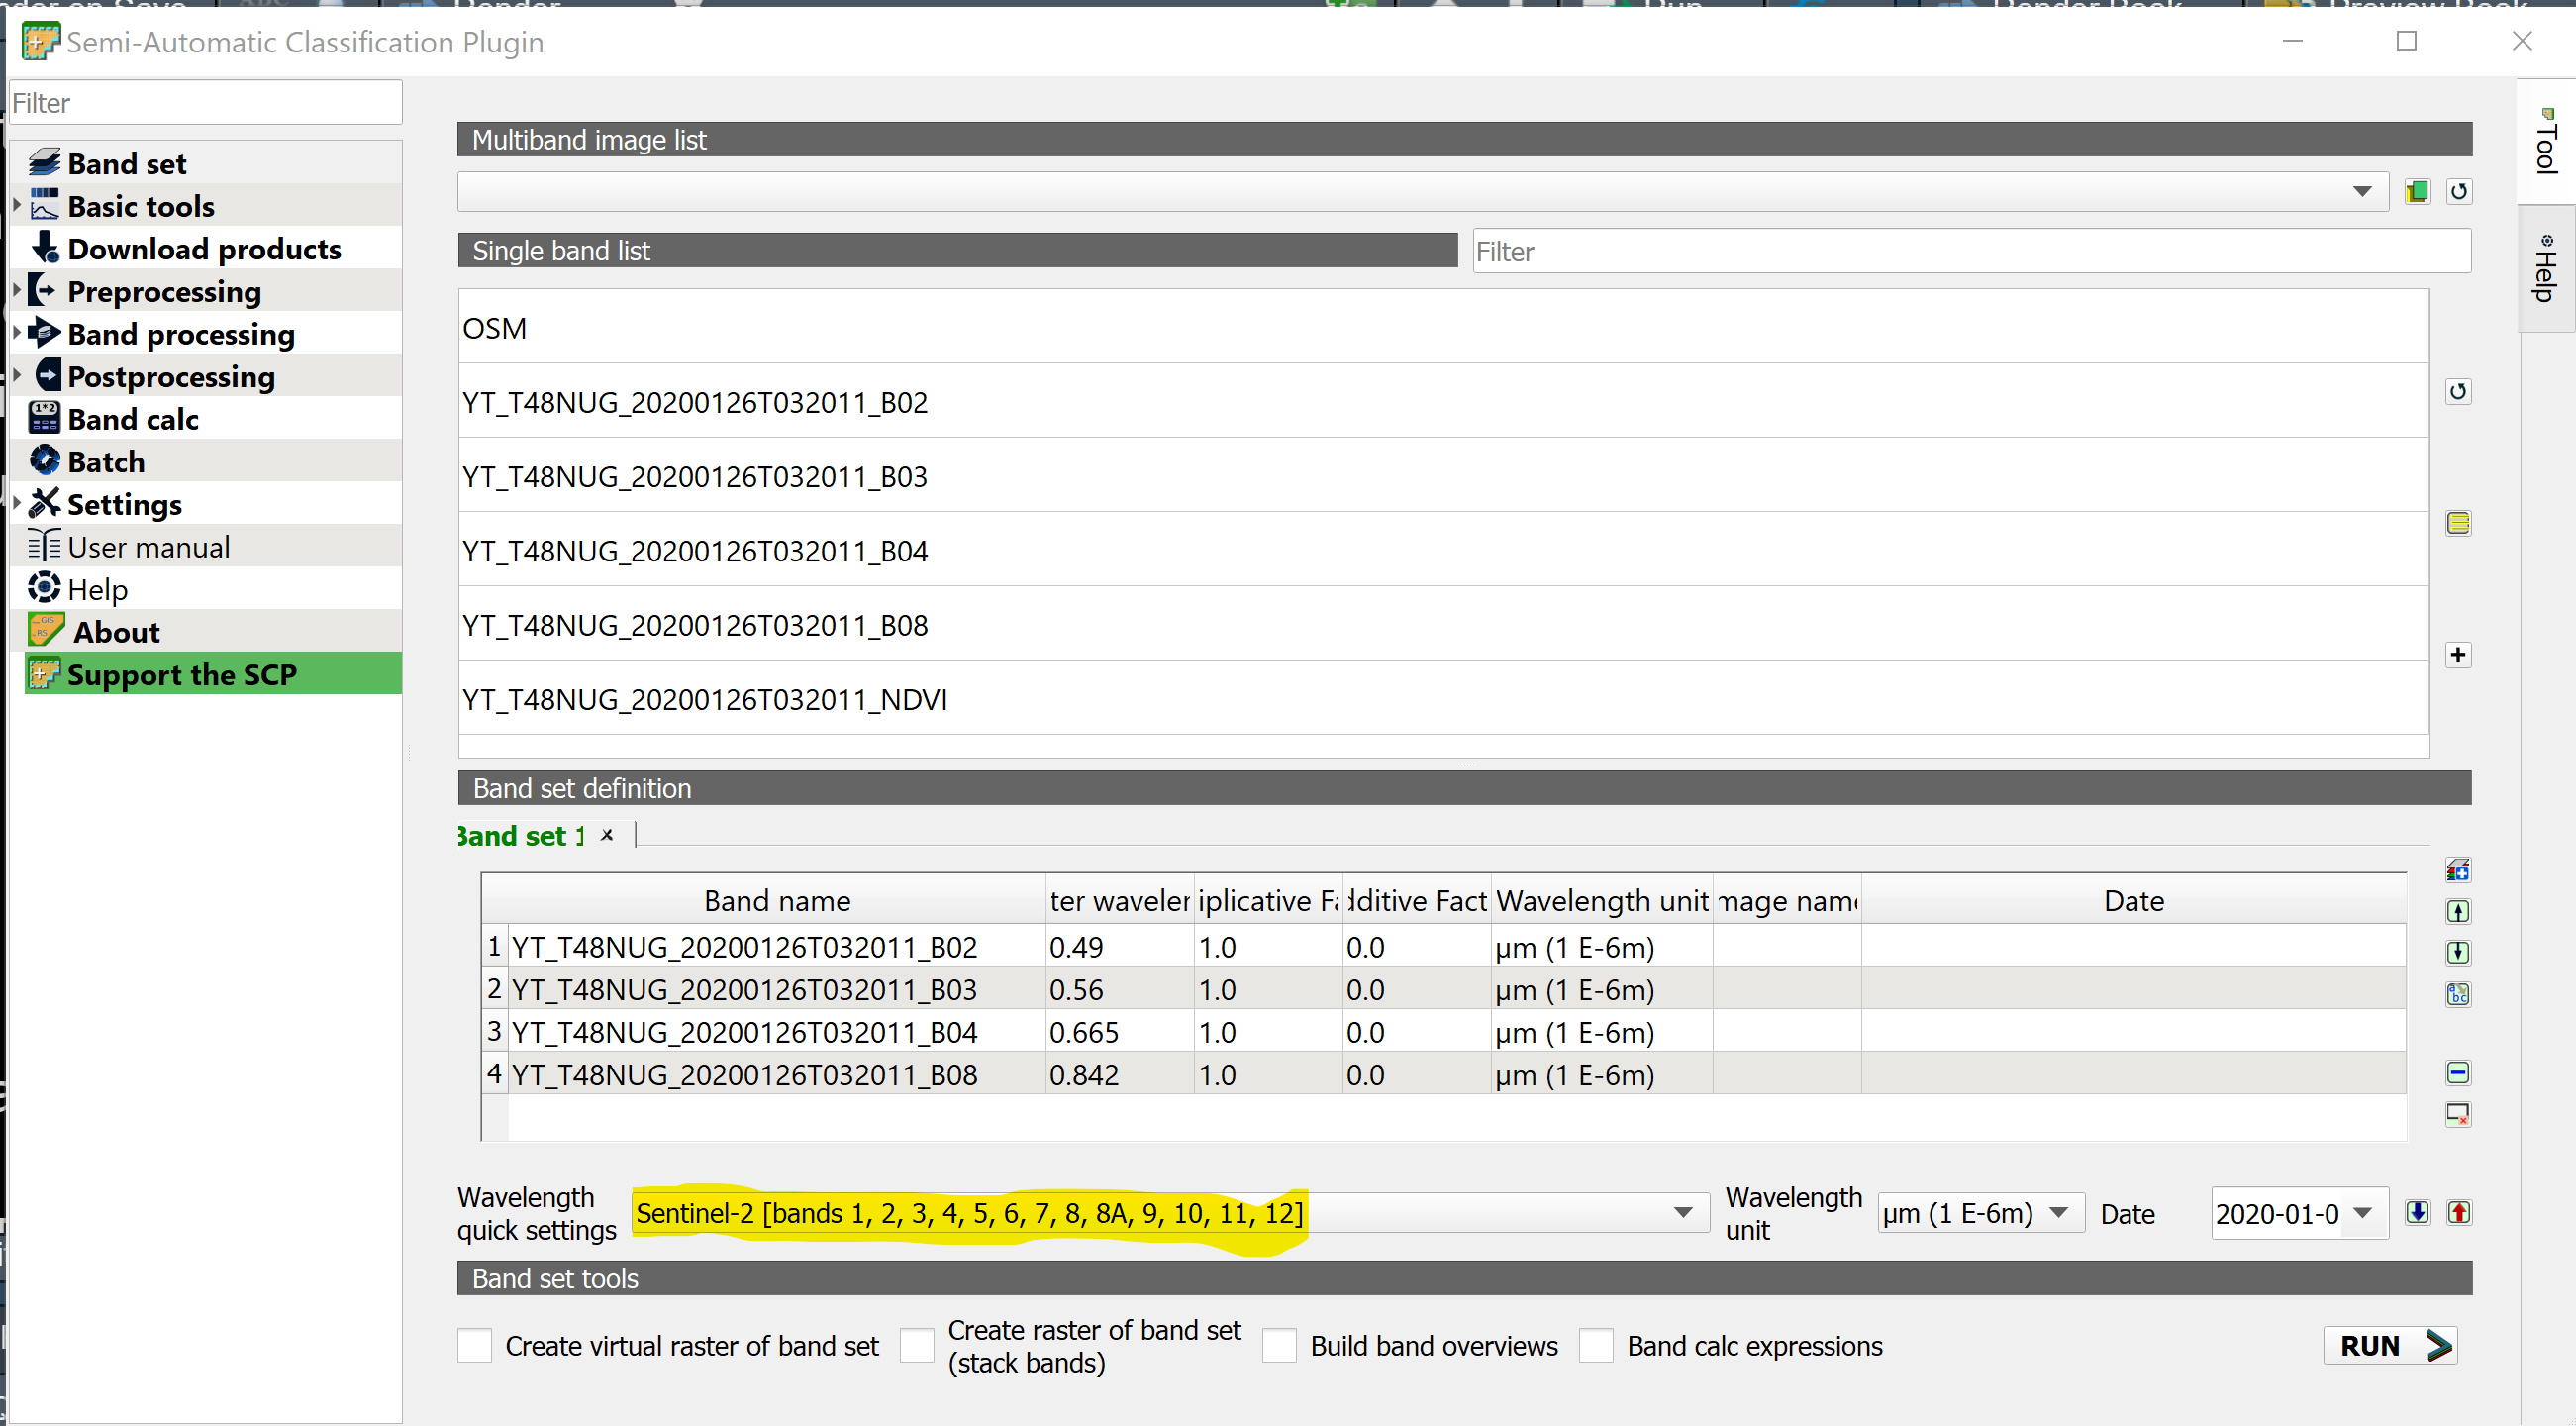 Semi-Automatic Classification Plugin
Filter
Band set
Basic tools
Download products
Preprocessing
Band processing
Postprocessing
Band calc
Batch
Settings
User manual
Help
About
Support the SCP
Multiband image list
Single band list
Filter
OSM
YT_T48NUG_20200126T032011_B02
YT_T48NUG_20200126T032011_B03
YT_T48NUG_20200126T032011_B04
YT_T48NUG_20200126T032011_B08
YT_T48NUG_20200126T032011_NDVI
Band set definition
Band set 1
Band name ter waveler iplicative Fa dditive Fact Wavelength unit mage name Date
1 YT_T48NUG_20200126T032011_B02 0.49 1.0 0.0 µm (1 E-6m)
2 YT_T48NUG_20200126T032011_B03 0.56 1.0 0.0 µm (1 E-6m)
3 YT_T48NUG_20200126T032011_B04 0.665 1.0 0.0 µm (1 E-6m)
4 YT_T48NUG_20200126T032011_B08 0.842 1.0 0.0 µm (1 E-6m)
Wavelength
quick settings
Sentinel-2 [bands 1, 2, 3, 4, 5, 6, 7, 8, 8A, 9, 10, 11, 12]
Wavelength
unit
µm (1 E-6m)
Date
2020-01-0
Band set tools
Create virtual raster of band set
Create raster of band set
(stack bands)
Build band overviews
Band calc expressions
RUN
Tool
Help